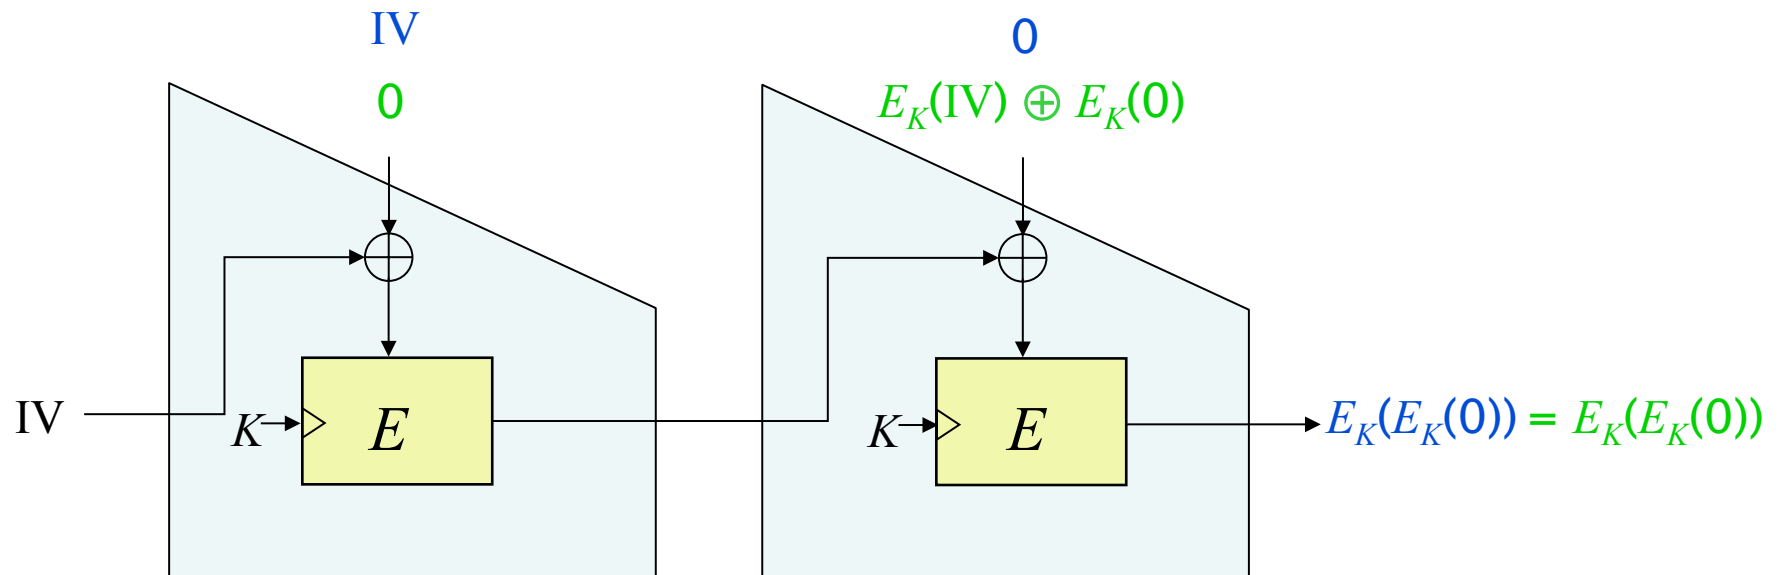 IV
0
0
E_K(IV) ⊕ E_K(0)
IV
K
E
K
E
E_K(E_K(0)) = E_K(E_K(0))